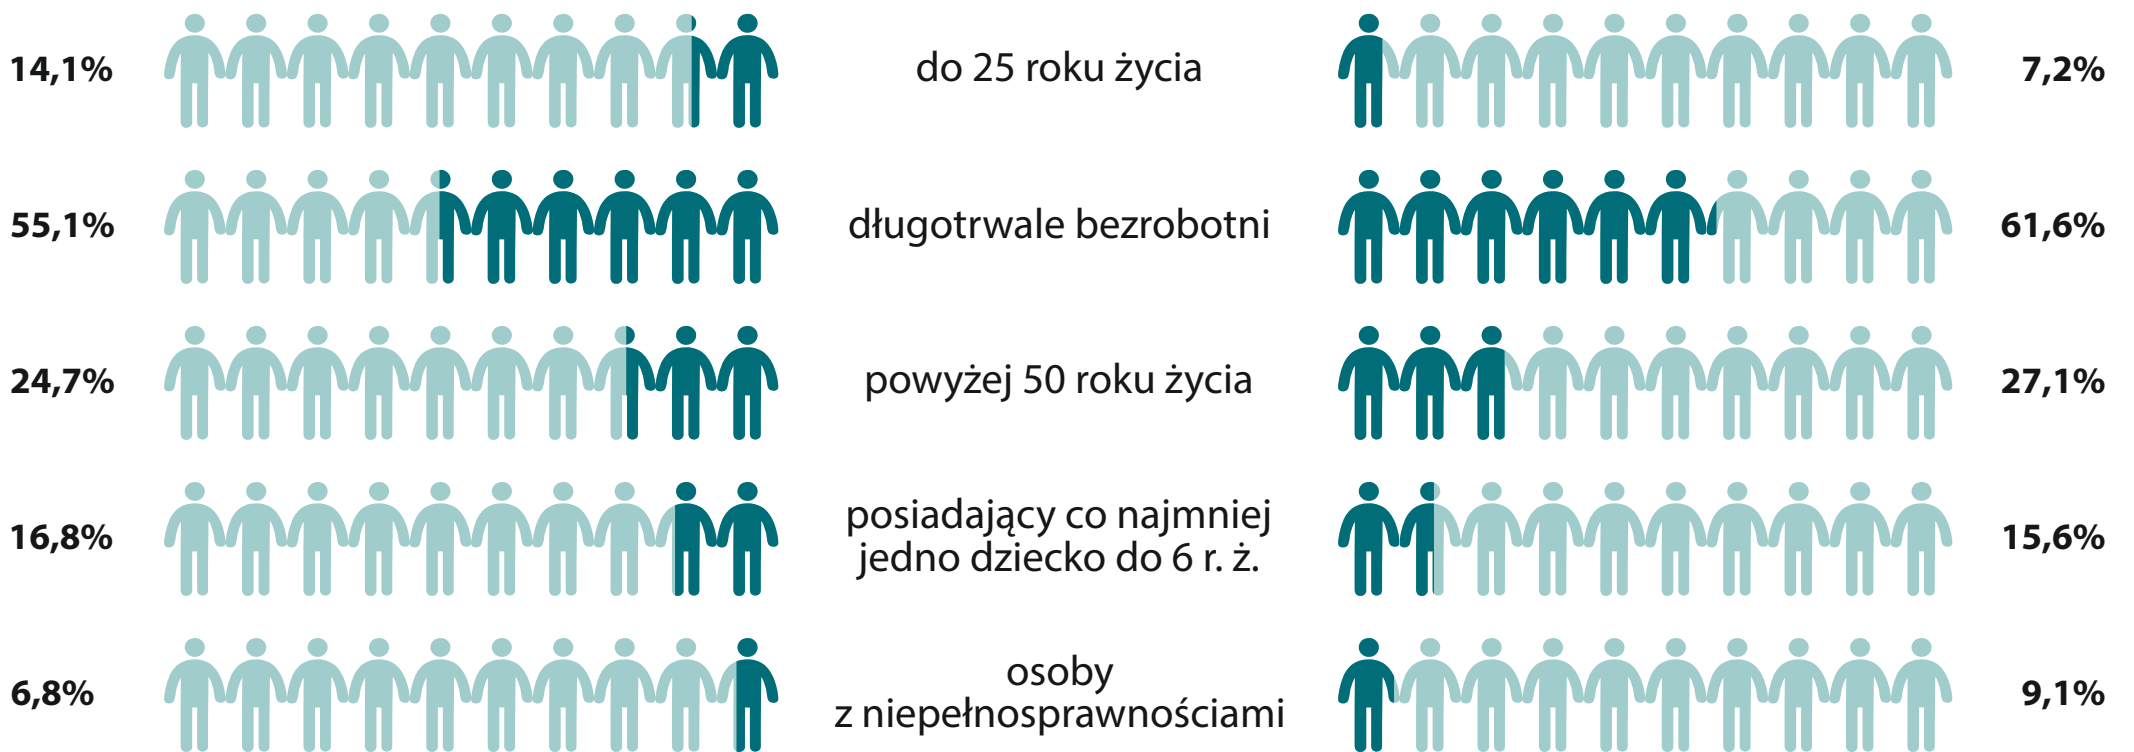 14,1%
do 25 roku życia
7,2%
55,1%
długotrwale bezrobotni
61,6%
24,7%
powyżej 50 roku życia
27,1%
16,8%
posiadający co najmniej
jedno dziecko do 6 r. ż.
15,6%
6,8%
osoby
z niepełnosprawnościami
9,1%